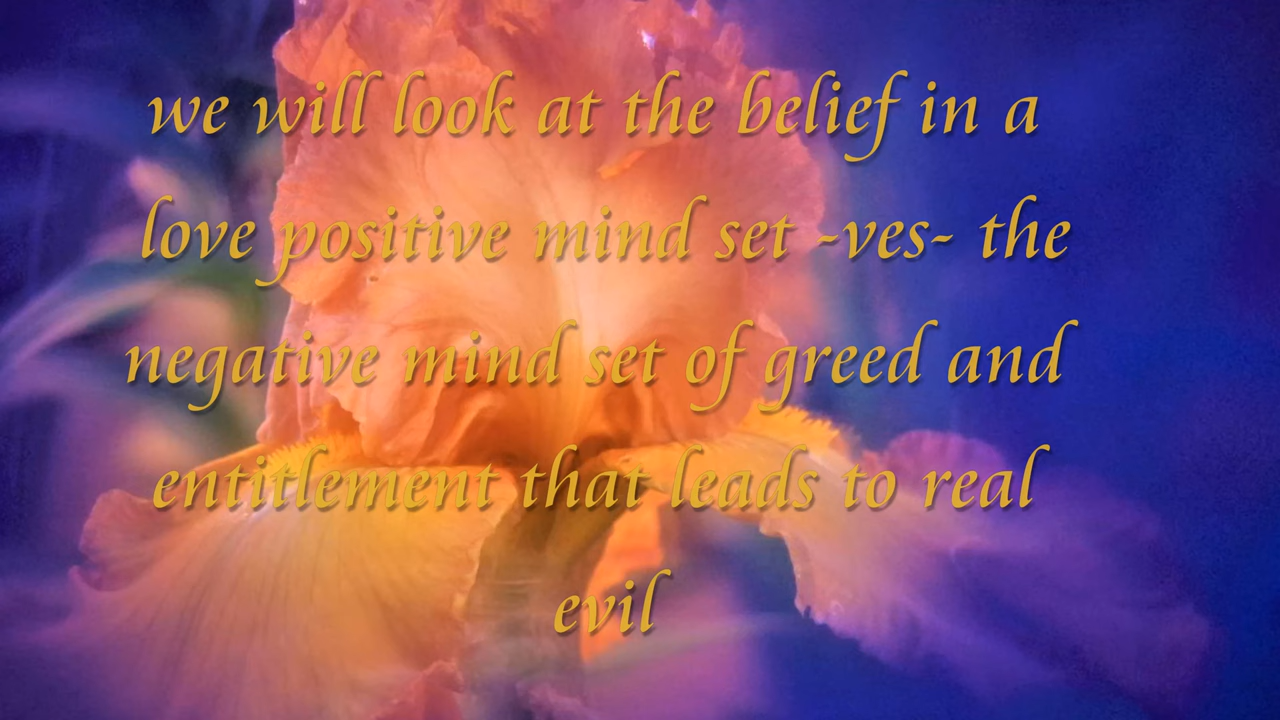 we will look at the belief in a
love positive mind set -ves- the
negative mind set of greed and
entitlement that leads to real
evil